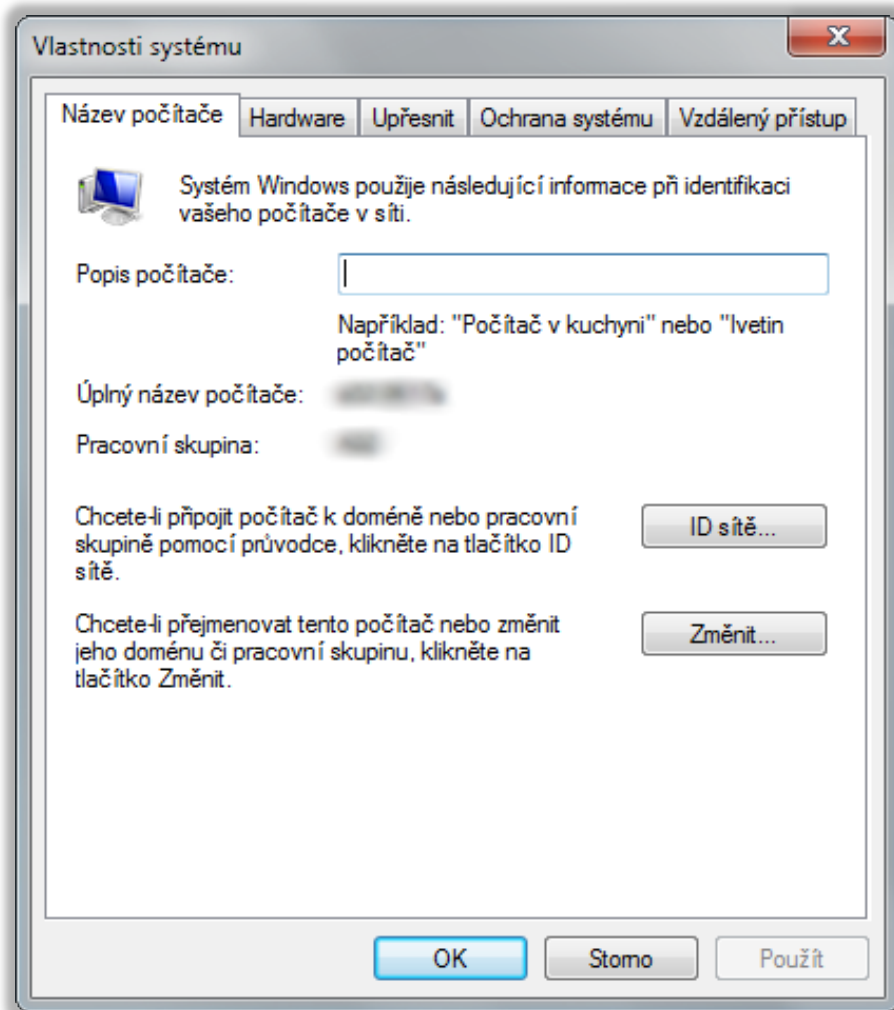 Vlastnosti systému
Název počítače
Hardware
Upřesnit
Ochrana systému
Vzdálený přístup
Systém Windows použije následující informace při identifikaci
vašeho počítače v síti.
Popis počítače:
Například: "Počítač v kuchyni" nebo "Ivetin
počítač"
Úplný název počítače:
Pracovní skupina:
Chcete-li připojit počítač k doméně nebo pracovní
skupině pomocí průvodce, klikněte na tlačítko ID
sítě.
ID sítě...
Chcete-li přejmenovat tento počítač nebo změnit
jeho doménu či pracovní skupinu, klikněte na
tlačítko Změnit.
Změnit...
OK
Storno
Použít